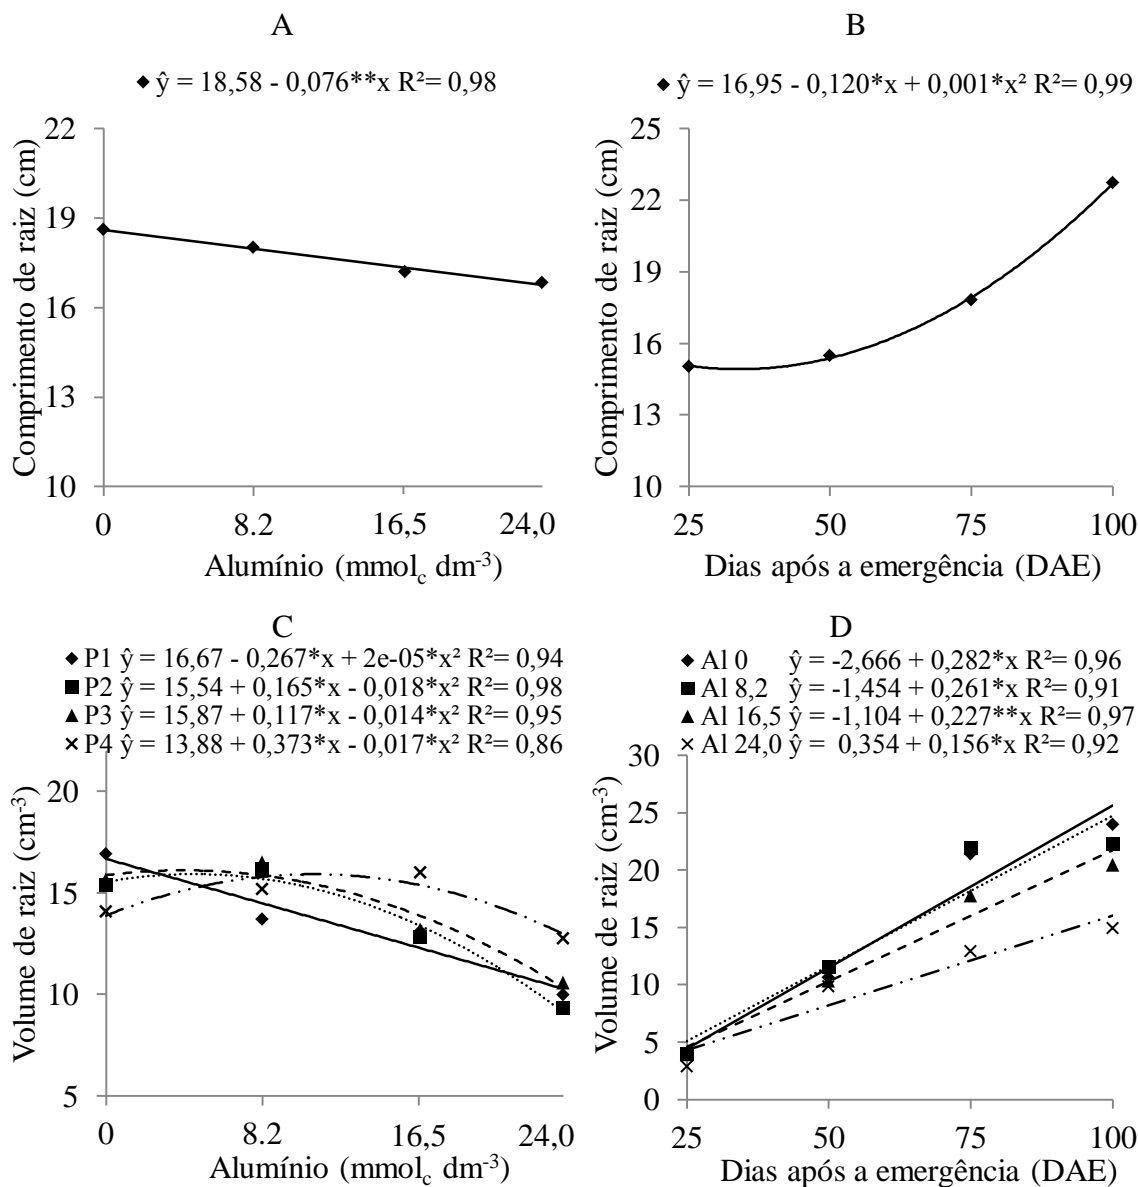 A
ŷ = 18,58 - 0,076**x R²= 0,98
22
19
16
13
10
Comprimento de raiz (cm)
0 8.2 16,5 24,0
Alumínio (mmolc dm-3)
B
ŷ = 16,95 - 0,120*x + 0,001*x² R²= 0,99
25
22
19
16
13
10
Comprimento de raiz (cm)
25 50 75 100
Dias após a emergência (DAE)
C
P1 ŷ = 16,67 - 0,267*x + 2e-05*x² R²= 0,94
P2 ŷ = 15,54 + 0,165*x - 0,018*x² R²= 0,98
P3 ŷ = 15,87 + 0,117*x - 0,014*x² R²= 0,95
P4 ŷ = 13,88 + 0,373*x - 0,017*x² R²= 0,86
20
15
10
5
Volume de raiz (cm-3)
0 8.2 16,5 24,0
Alumínio (mmolc dm-3)
D
Al 0 ŷ = -2,666 + 0,282*x R²= 0,96
Al 8,2 ŷ = -1,454 + 0,261*x R²= 0,91
Al 16,5 ŷ = -1,104 + 0,227**x R²= 0,97
Al 24,0 ŷ = 0,354 + 0,156*x R²= 0,92
30
25
20
15
10
5
0
Volume de raiz (cm-3)
25 50 75 100
Dias após a emergência (DAE)